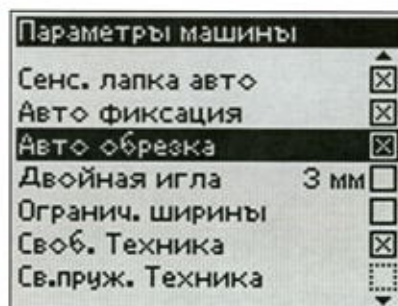 Параметры машины
Сенс. лапка авто
Авто фиксация
Авто обрезка
Двойная игла 3 мм
Огранич. ширины
Своб. Техника
Св.пруж. Техника